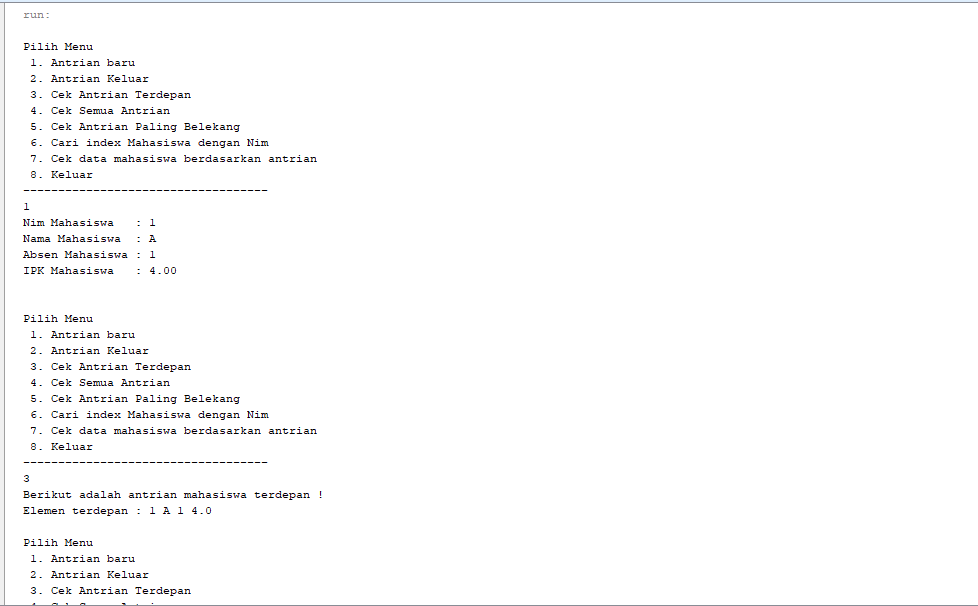 run:
Pilih Menu
1. Antrian baru
2. Antrian Keluar
3. Cek Antrian Terdepan
4. Cek Semua Antrian
5. Cek Antrian Paling Belekang
6. Cari index Mahasiswa dengan Nim
7. Cek data mahasiswa berdasarkan antrian
8. Keluar
-----------------------------------
1
Nim Mahasiswa   : 1
Nama Mahasiswa  : A
Absen Mahasiswa : 1
IPK Mahasiswa   : 4.00
Pilih Menu
1. Antrian baru
2. Antrian Keluar
3. Cek Antrian Terdepan
4. Cek Semua Antrian
5. Cek Antrian Paling Belekang
6. Cari index Mahasiswa dengan Nim
7. Cek data mahasiswa berdasarkan antrian
8. Keluar
-----------------------------------
3
Berikut adalah antrian mahasiswa terdepan !
Elemen terdepan : 1 A 1 4.0
Pilih Menu
1. Antrian baru
2. Antrian Keluar
3. Cek Antrian Terdepan